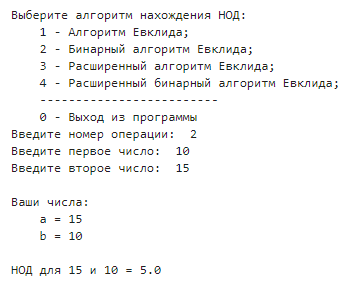 Выберите алгоритм нахождения НОД:
1 - Алгоритм Евклида;
2 - Бинарный алгоритм Евклида;
3 - Расширенный алгоритм Евклида;
4 - Расширенный бинарный алгоритм Евклида;
-------------------------
0 - Выход из программы
Введите номер операции: 2
Введите первое число: 10
Введите второе число: 15
Ваши числа:
a = 15
b = 10
НОД для 15 и 10 = 5.0